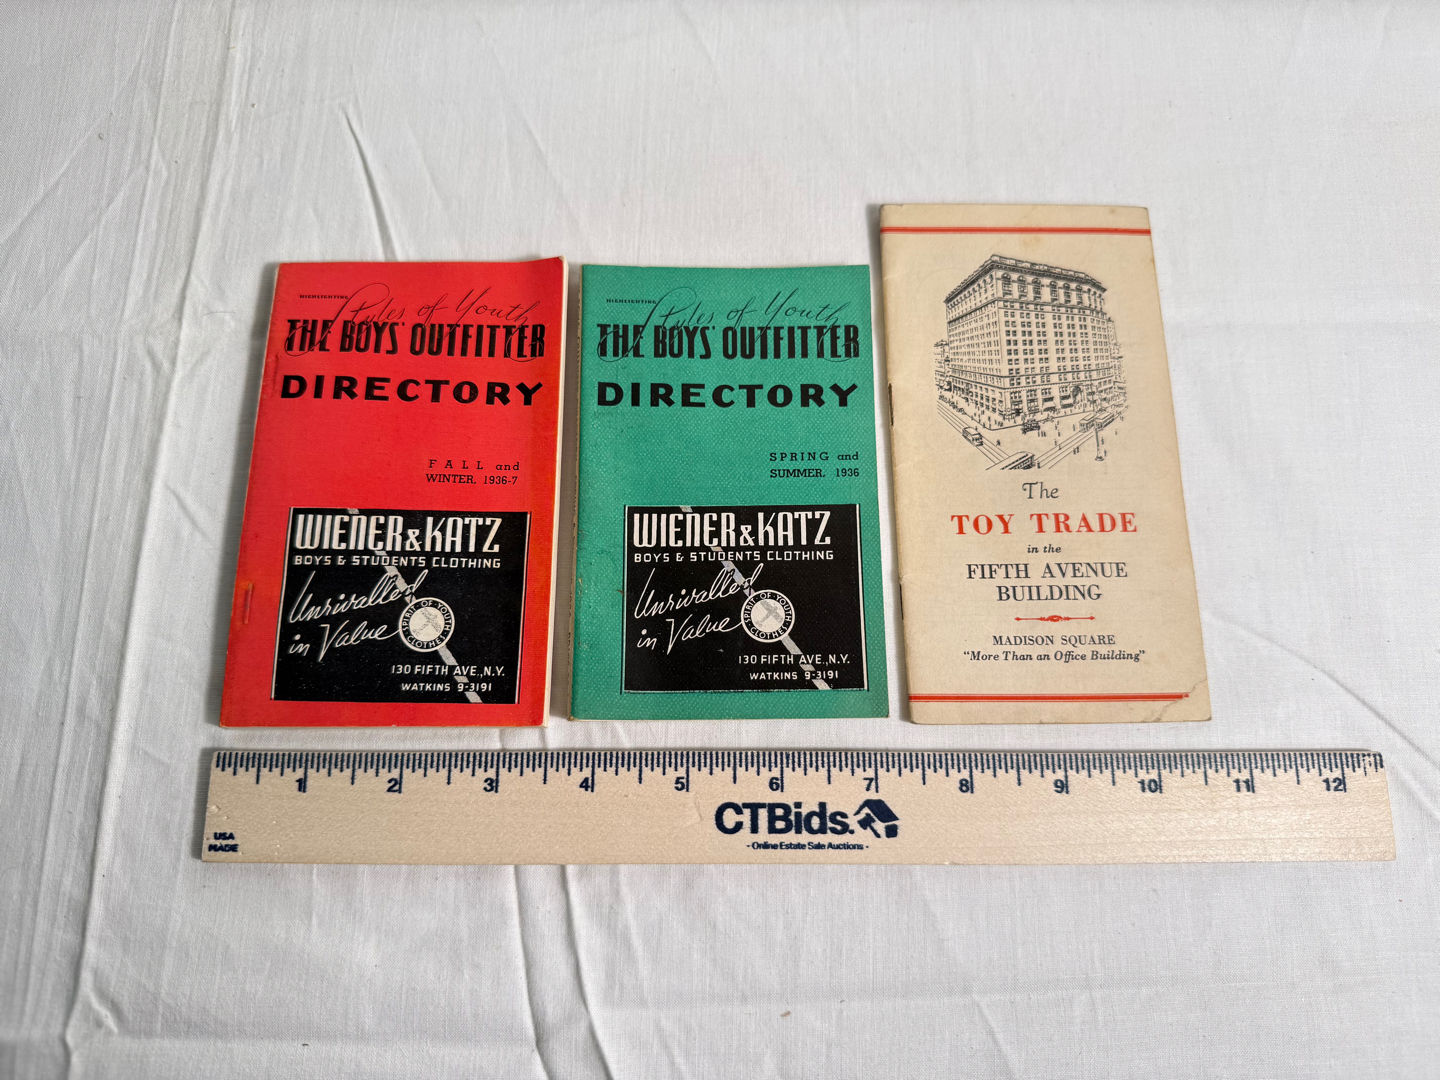 HIGHLIGHTING Styles of Youth
THE BOYS' OUTFITTER
DIRECTORY
FALL and
WINTER, 1936-7
WIENER & KATZ
BOYS & STUDENTS CLOTHING
Unrivalled
in Value
SPIRIT OF YOUTH CLOTHES
130 FIFTH AVE., N.Y.
WATKINS 9-3191
HIGHLIGHTING Styles of Youth
THE BOYS' OUTFITTER
DIRECTORY
SPRING and
SUMMER, 1936
WIENER & KATZ
BOYS & STUDENTS CLOTHING
Unrivalled
in Value
SPIRIT OF YOUTH CLOTHES
130 FIFTH AVE., N.Y.
WATKINS 9-3191
The
TOY TRADE
in the
FIFTH AVENUE
BUILDING
MADISON SQUARE
"More Than an Office Building"
1 2 3 4 5 6 7 8 9 10 11 12
CTBids.
- Online Estate Sale Auctions -
USA
MADE